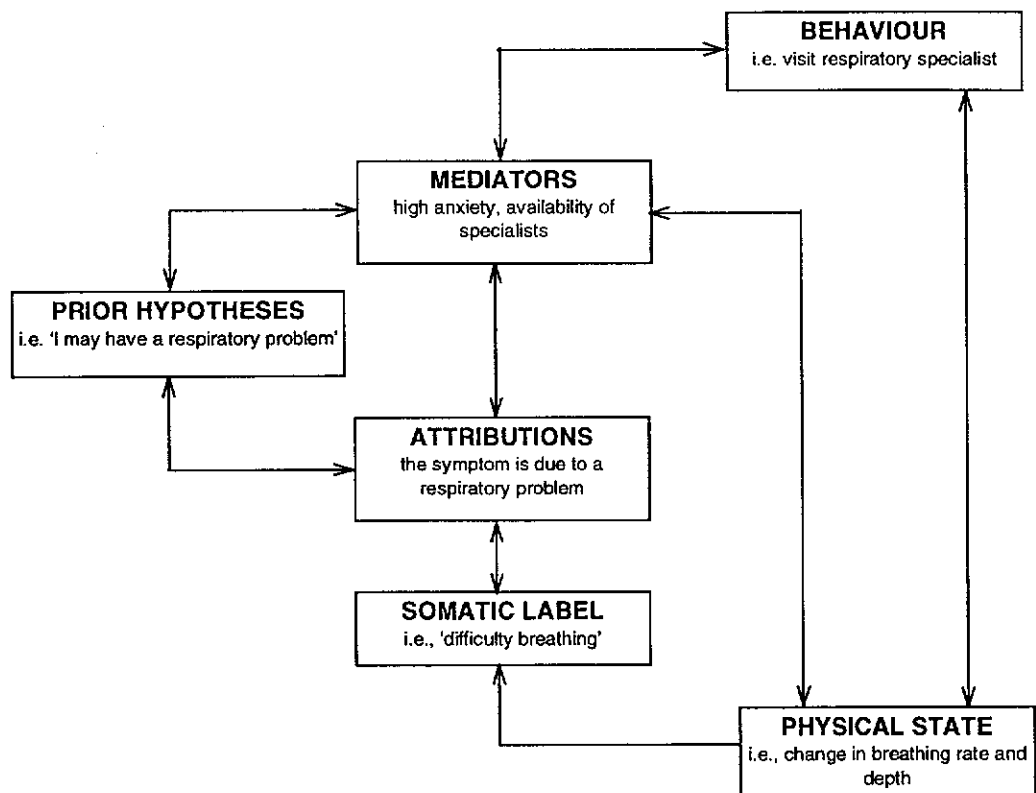 BEHAVIOUR
i.e. visit respiratory specialist
MEDIATORS
high anxiety, availability of
specialists
PRIOR HYPOTHESES
i.e. 'I may have a respiratory problem'
ATTRIBUTIONS
the symptom is due to a
respiratory problem
SOMATIC LABEL
i.e., 'difficulty breathing'
PHYSICAL STATE
i.e., change in breathing rate and
depth